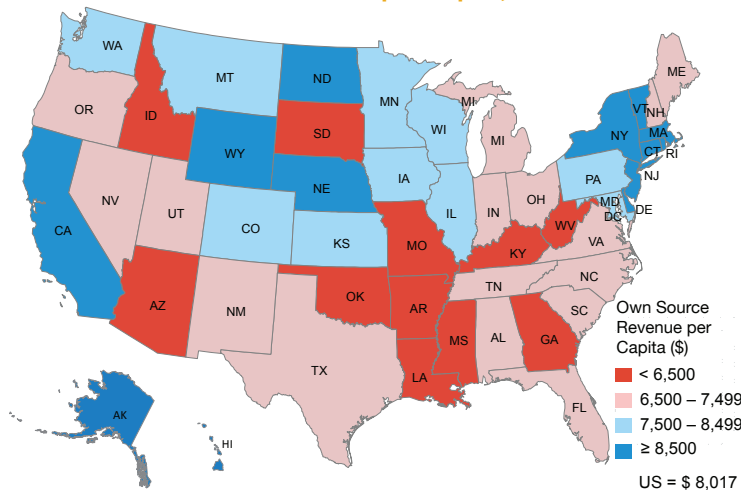 WA
MT
ND
MN
ME
OR
ID
SD
WI
MI
VT
NH
WY
NY
MA
CT
RI
NV
UT
NE
IA
MI
PA
NJ
CA
CO
KS
IL
IN
OH
MD
DC
DE
MO
KY
WV
VA
AZ
NM
OK
AR
TN
NC
SC
TX
LA
MS
AL
GA
FL
AK
HI
Own Source
Revenue per
Capita ($)
< 6,500
6,500 – 7,499
7,500 – 8,499
≥ 8,500
US = $ 8,017